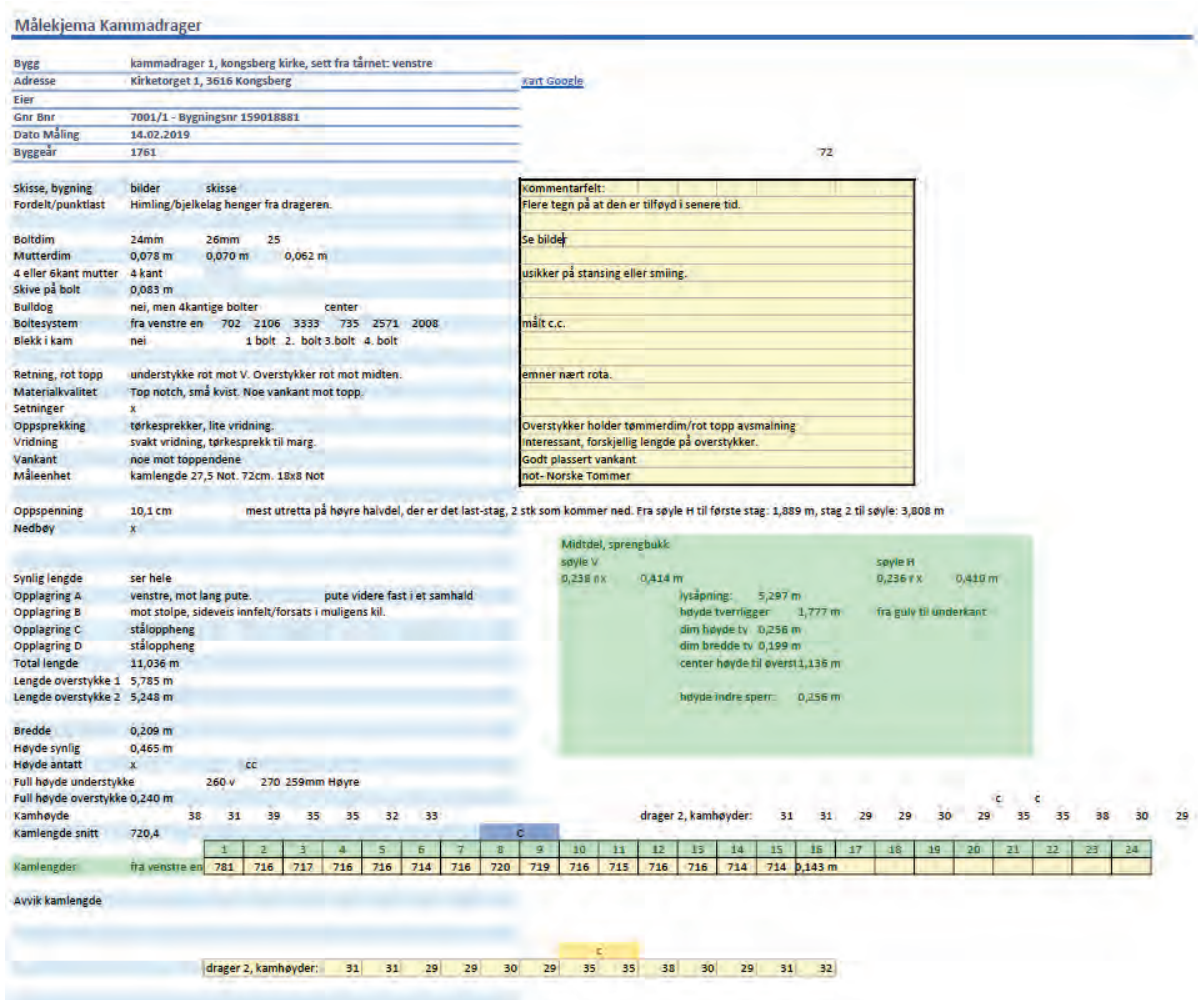 Målekjema Kammadrager
Bygg kammadrager 1, kongsberg kirke, sett fra tårnet: venstre
Adresse Kirketorget 1, 3616 Kongsberg Kart Google
Eier
Gnr Bnr 7001/1 - Bygningsnr 159018881
Dato Måling 14.02.2019
Byggeår 1761 72
Skisse, bygning bilder skisse Kommentarfelt:
Fordelt/punktlast Himling/bjelkelag henger fra drageren. Flere tegn på at den er tilføyd i senere tid.
Boltdim 24mm 26mm 25 Se bilder
Mutterdim 0,078 m 0,070 m 0,062 m
4 eller 6kant mutter 4 kant usikker på stansing eller smiing.
Skive på bolt 0,083 m
Bulldog nei, men 4kantige bolter center
Boltesystem fra venstre en 702 2106 3333 735 2571 2008 målt c.c.
Blekk i kam nei 1 bolt 2. bolt 3.bolt 4. bolt
Retning, rot topp understykke rot mot V. Overstykker rot mot midten. emner nært rota.
Materialkvalitet Top notch, små kvist. Noe vankant mot topp.
Setninger x
Oppsprekking tørkesprekker, lite vridning. Overstykker holder tømmerdim/rot topp avsmalning
Vridning svakt vridning, tørkesprekk til marg. Interessant, forskjellig lengde på overstykker.
Vankant noe mot toppendene Godt plassert vankant
Måleenhet kamlengde 27,5 Not. 72cm. 18x8 Not not- Norske Tommer
Oppspenning 10,1 cm mest utretta på høyre halvdel, der er det last-stag, 2 stk som kommer ned. Fra søyle H til første stag: 1,889 m, stag 2 til søyle: 3,808 m
Nedbøy x
Midtdel, sprengbukk
søyle V søyle H
Synlig lengde ser hele 0,238 x 0,414 m 0,236 x 0,410 m
Opplagring A venstre, mot lang pute. pute videre fast i et samhald lysåpning: 5,297 m
Opplagring B mot stolpe, sideveis innfelt/forsats i muligens kil. høyde tverrligger 1,777 m fra gulv til underkant
Opplagring C ståloppheng dim høyde tv 0,256 m
Opplagring D ståloppheng dim bredde tv 0,199 m
Total lengde 11,036 m center høyde til øverst 1,136 m
Lengde overstykke 1 5,785 m
Lengde overstykke 2 5,248 m høyde indre sperr: 0,256 m
Bredde 0,209 m
Høyde synlig 0,465 m
Høyde antatt x cc
Full høyde understykke 260 v 270 259mm Høyre
Full høyde overstykke 0,240 m c c
Kamhøyde 38 31 39 35 35 32 33 drager 2, kamhøyder: 31 31 29 29 30 29 35 35 38 30 29
Kamlengde snitt 720,4 C
1 2 3 4 5 6 7 8 9 10 11 12 13 14 15 16 17 18 19 20 21 22 23 24
Kamlengder fra venstre en 781 716 717 716 716 714 716 720 719 716 715 716 716 714 714 0,143 m
Avvik kamlengde
c
drager 2, kamhøyder: 31 31 29 29 30 29 35 35 38 30 29 31 32